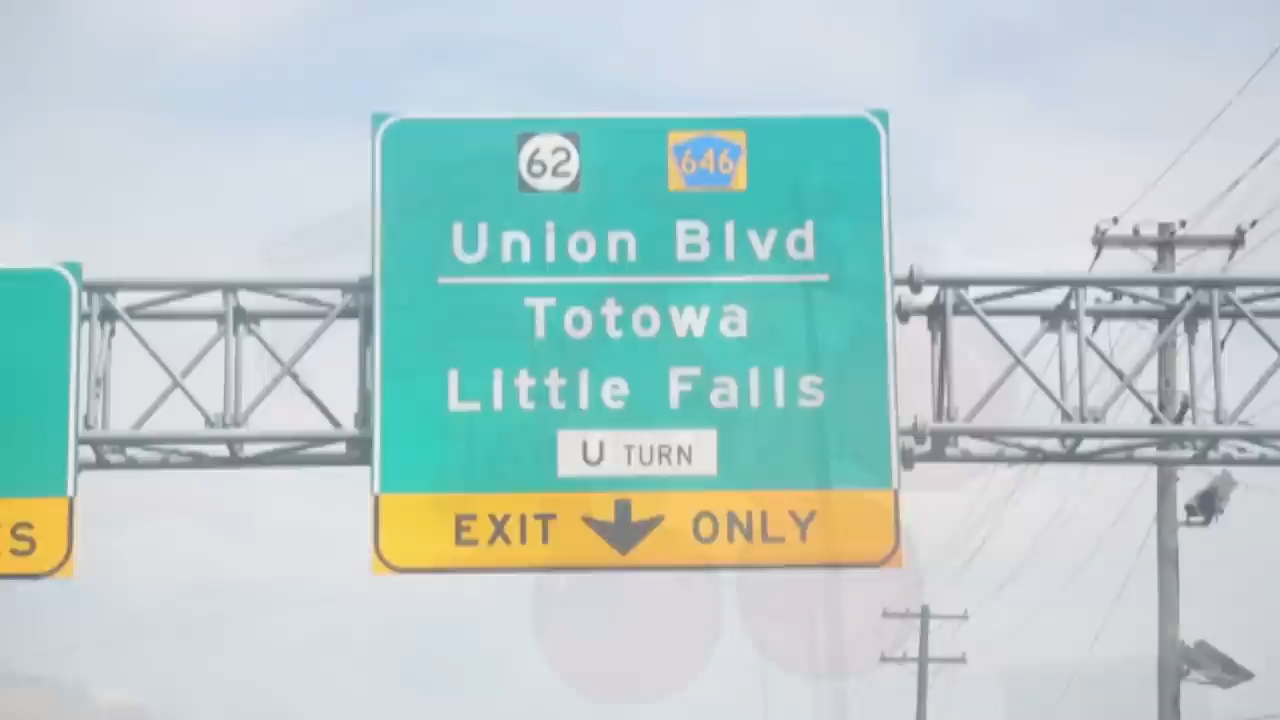 62 646
Union Blvd
Totowa
Little Falls
U TURN
EXIT ONLY